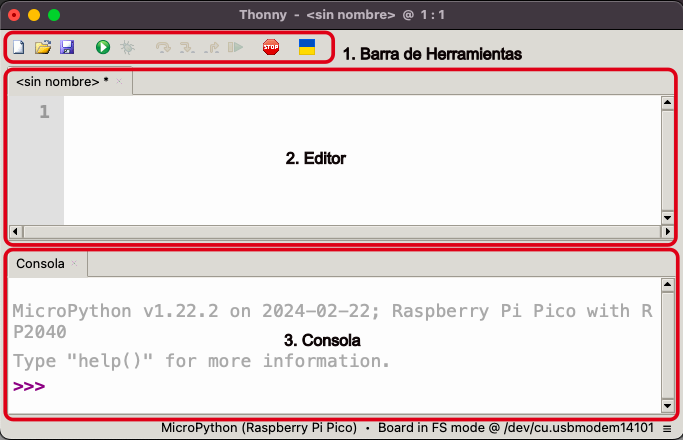 Thonny - <sin nombre> @ 1 : 1
STOP
1. Barra de Herramientas
<sin nombre> *
1
2. Editor
Consola
MicroPython v1.22.2 on 2024-02-22; Raspberry Pi Pico with R
P2040
3. Consola
Type "help()" for more information.
>>>
MicroPython (Raspberry Pi Pico) • Board in FS mode @ /dev/cu.usbmodem14101 ≡